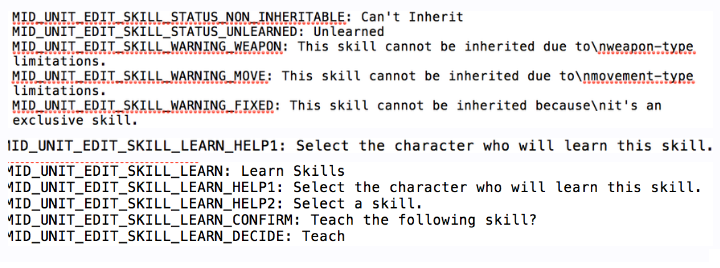 MID_UNIT_EDIT_SKILL_STATUS_NON_INHERITABLE: Can't Inherit
MID_UNIT_EDIT_SKILL_STATUS_UNLEARNED: Unlearned
MID_UNIT_EDIT_SKILL_WARNING_WEAPON: This skill cannot be inherited due to\nweapon-type
limitations.
MID_UNIT_EDIT_SKILL_WARNING_MOVE: This skill cannot be inherited due to\nmovement-type
limitations.
MID_UNIT_EDIT_SKILL_WARNING_FIXED: This skill cannot be inherited because\nit's an
exclusive skill.
MID_UNIT_EDIT_SKILL_LEARN_HELP1: Select the character who will learn this skill.
MID_UNIT_EDIT_SKILL_LEARN: Learn Skills
MID_UNIT_EDIT_SKILL_LEARN_HELP1: Select the character who will learn this skill.
MID_UNIT_EDIT_SKILL_LEARN_HELP2: Select a skill.
MID_UNIT_EDIT_SKILL_LEARN_CONFIRM: Teach the following skill?
MID_UNIT_EDIT_SKILL_LEARN_DECIDE: Teach